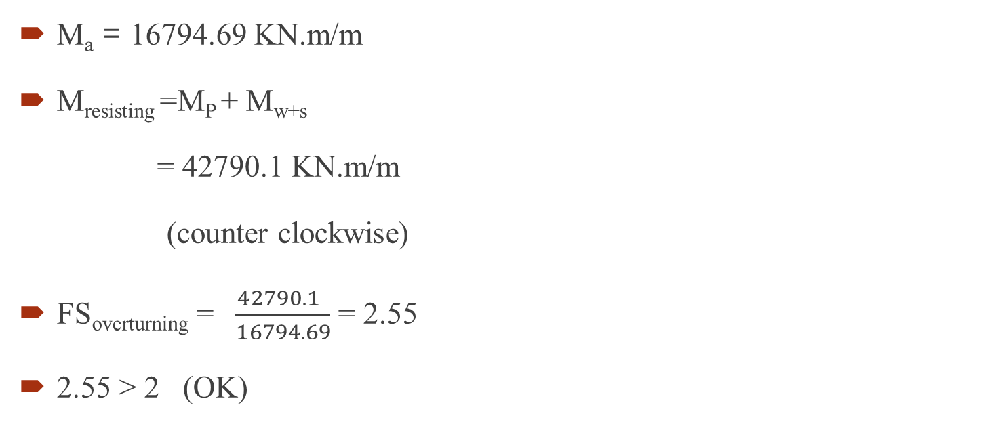 Ma = 16794.69 KN.m/m
Mresisting =MP + Mw+s
= 42790.1 KN.m/m
(counter clockwise)
FSoverturning = 42790.1/16794.69 = 2.55
2.55 > 2 (OK)